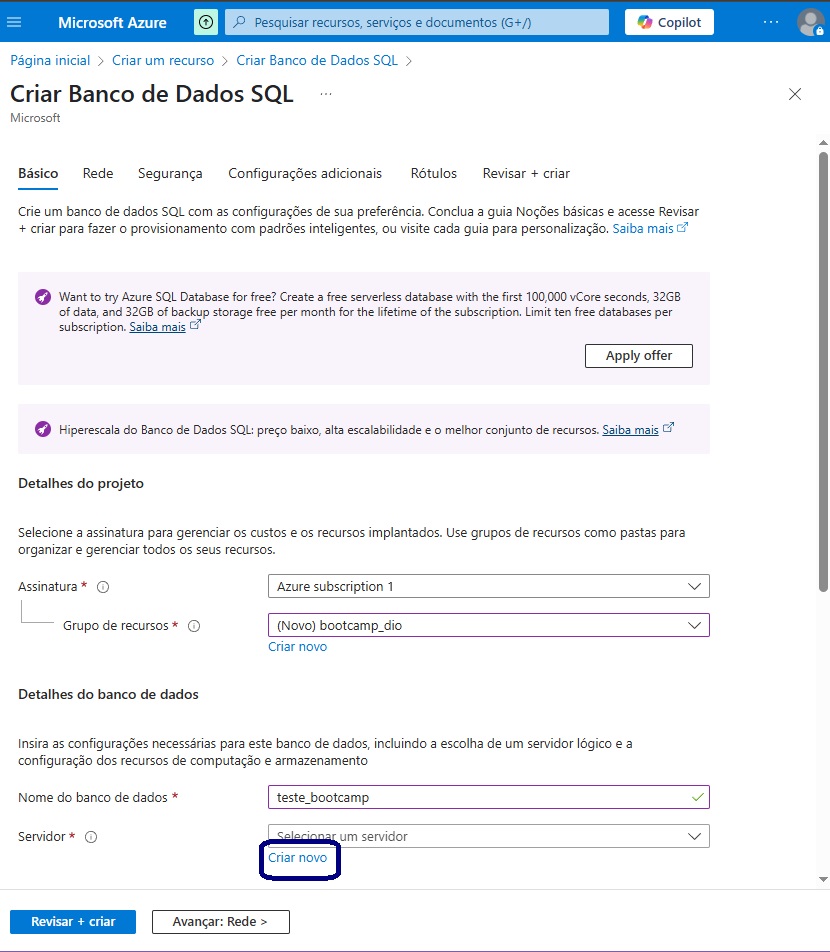 Microsoft Azure
Pesquisar recursos, serviços e documentos (G+/)
Copilot
Página inicial > Criar um recurso > Criar Banco de Dados SQL >
Criar Banco de Dados SQL ...
Microsoft
Básico Rede Segurança Configurações adicionais Rótulos Revisar + criar
Crie um banco de dados SQL com as configurações de sua preferência. Conclua a guia Noções básicas e acesse Revisar
+ criar para fazer o provisionamento com padrões inteligentes, ou visite cada guia para personalização. Saiba mais
Want to try Azure SQL Database for free? Create a free serverless database with the first 100,000 vCore seconds, 32GB
of data, and 32GB of backup storage free per month for the lifetime of the subscription. Limit ten free databases per
subscription. Saiba mais
Apply offer
Hiperescala do Banco de Dados SQL: preço baixo, alta escalabilidade e o melhor conjunto de recursos. Saiba mais
Detalhes do projeto
Selecione a assinatura para gerenciar os custos e os recursos implantados. Use grupos de recursos como pastas para
organizar e gerenciar todos os seus recursos.
Assinatura * Azure subscription 1
Grupo de recursos * (Novo) bootcamp_dio
Criar novo
Detalhes do banco de dados
Insira as configurações necessárias para este banco de dados, incluindo a escolha de um servidor lógico e a
configuração dos recursos de computação e armazenamento
Nome do banco de dados * teste_bootcamp
Servidor * Selecionar um servidor
Criar novo
Revisar + criar Avançar: Rede >